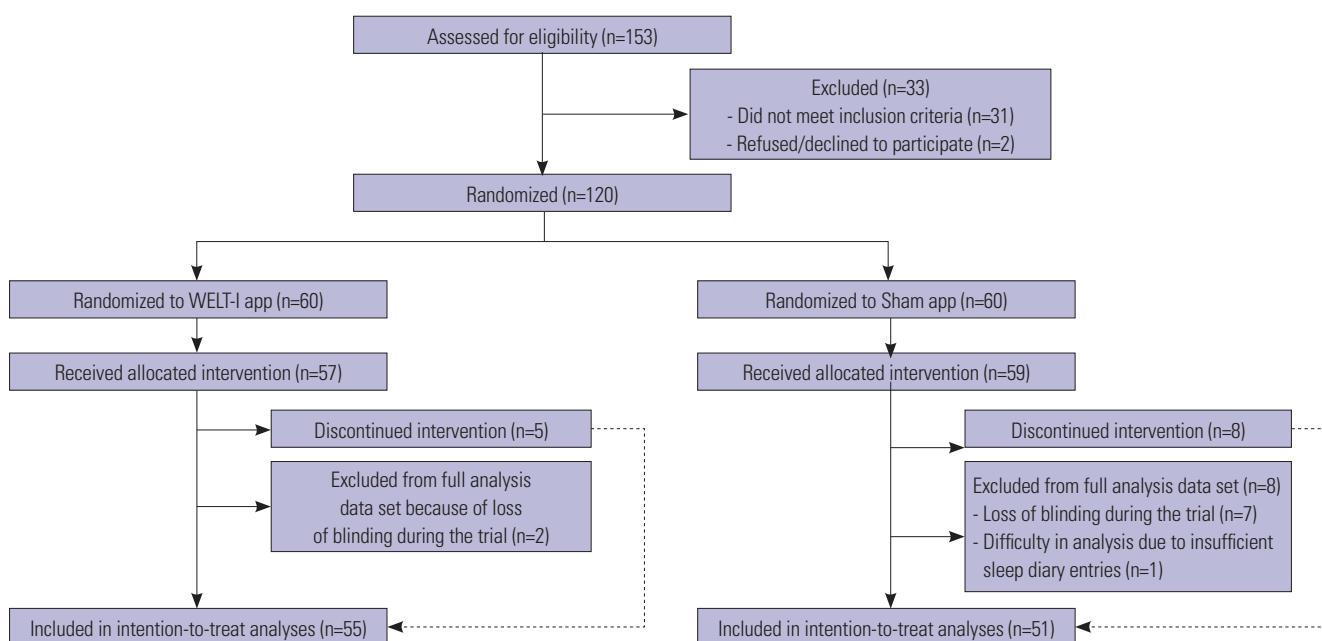 Assessed for eligibility (n=153)
Excluded (n=33)
- Did not meet inclusion criteria (n=31)
- Refused/declined to participate (n=2)
Randomized (n=120)
Randomized to WELT-I app (n=60)
Randomized to Sham app (n=60)
Received allocated intervention (n=57)
Received allocated intervention (n=59)
Discontinued intervention (n=5)
Discontinued intervention (n=8)
Excluded from full analysis
data set because of loss
of blinding during the trial (n=2)
Excluded from full analysis data set (n=8)
- Loss of blinding during the trial (n=7)
- Difficulty in analysis due to insufficient
sleep diary entries (n=1)
Included in intention-to-treat analyses (n=55)
Included in intention-to-treat analyses (n=51)